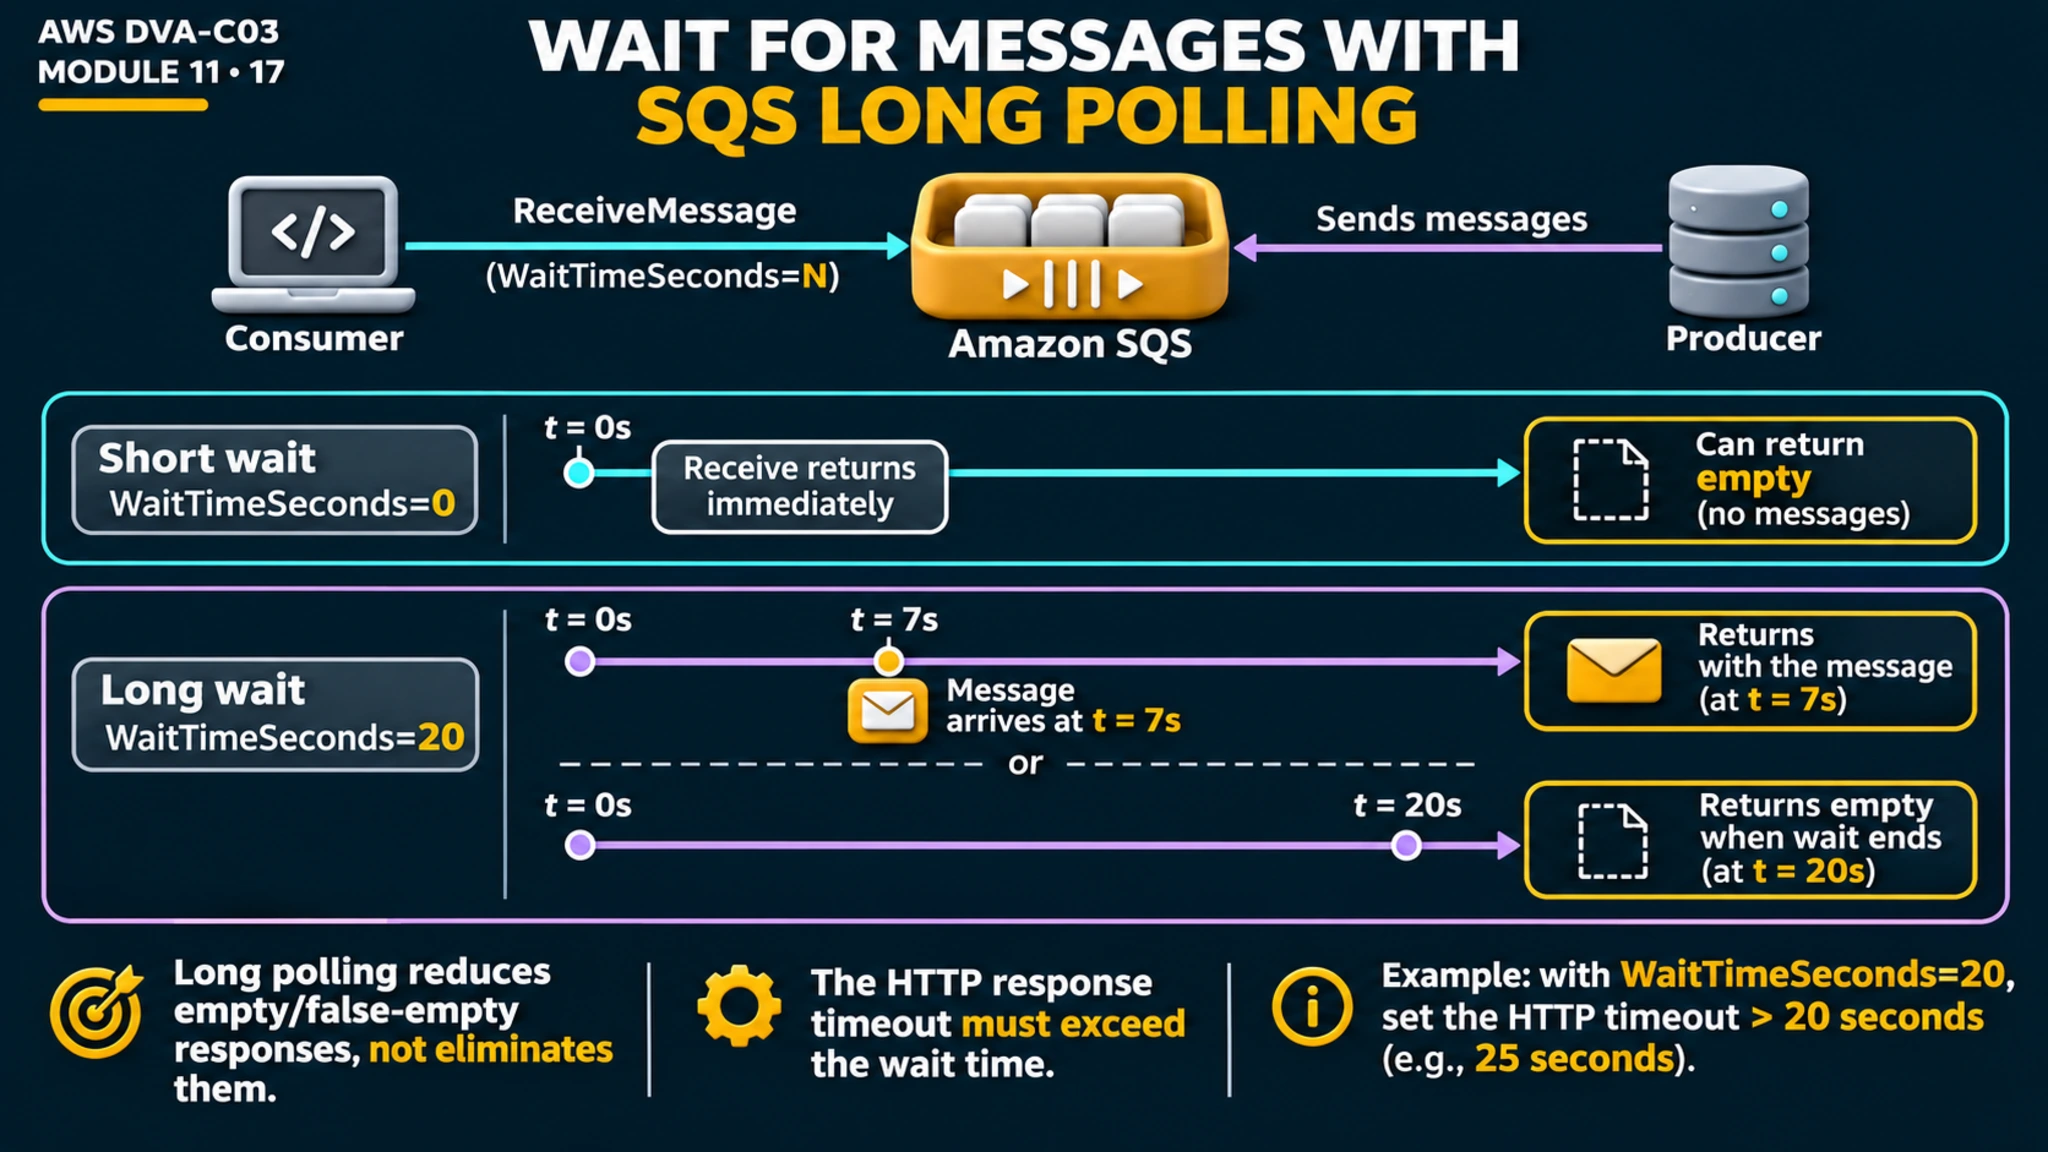 AWS DVA-C03
MODULE 11 • 17
WAIT FOR MESSAGES WITH
SQS LONG POLLING
ReceiveMessage
(WaitTimeSeconds=N)
Sends messages
Consumer
Amazon SQS
Producer
Short wait
WaitTimeSeconds=0
t = 0s
Receive returns
immediately
Can return
empty
(no messages)
Long wait
WaitTimeSeconds=20
t = 0s
t = 7s
Message
arrives at t = 7s
Returns
with the message
(at t = 7s)
or
t = 0s
t = 20s
Returns empty
when wait ends
(at t = 20s)
Long polling reduces
empty/false-empty
responses, not eliminates
them.
The HTTP response
timeout must exceed
the wait time.
Example: with WaitTimeSeconds=20,
set the HTTP timeout > 20 seconds
(e.g., 25 seconds).